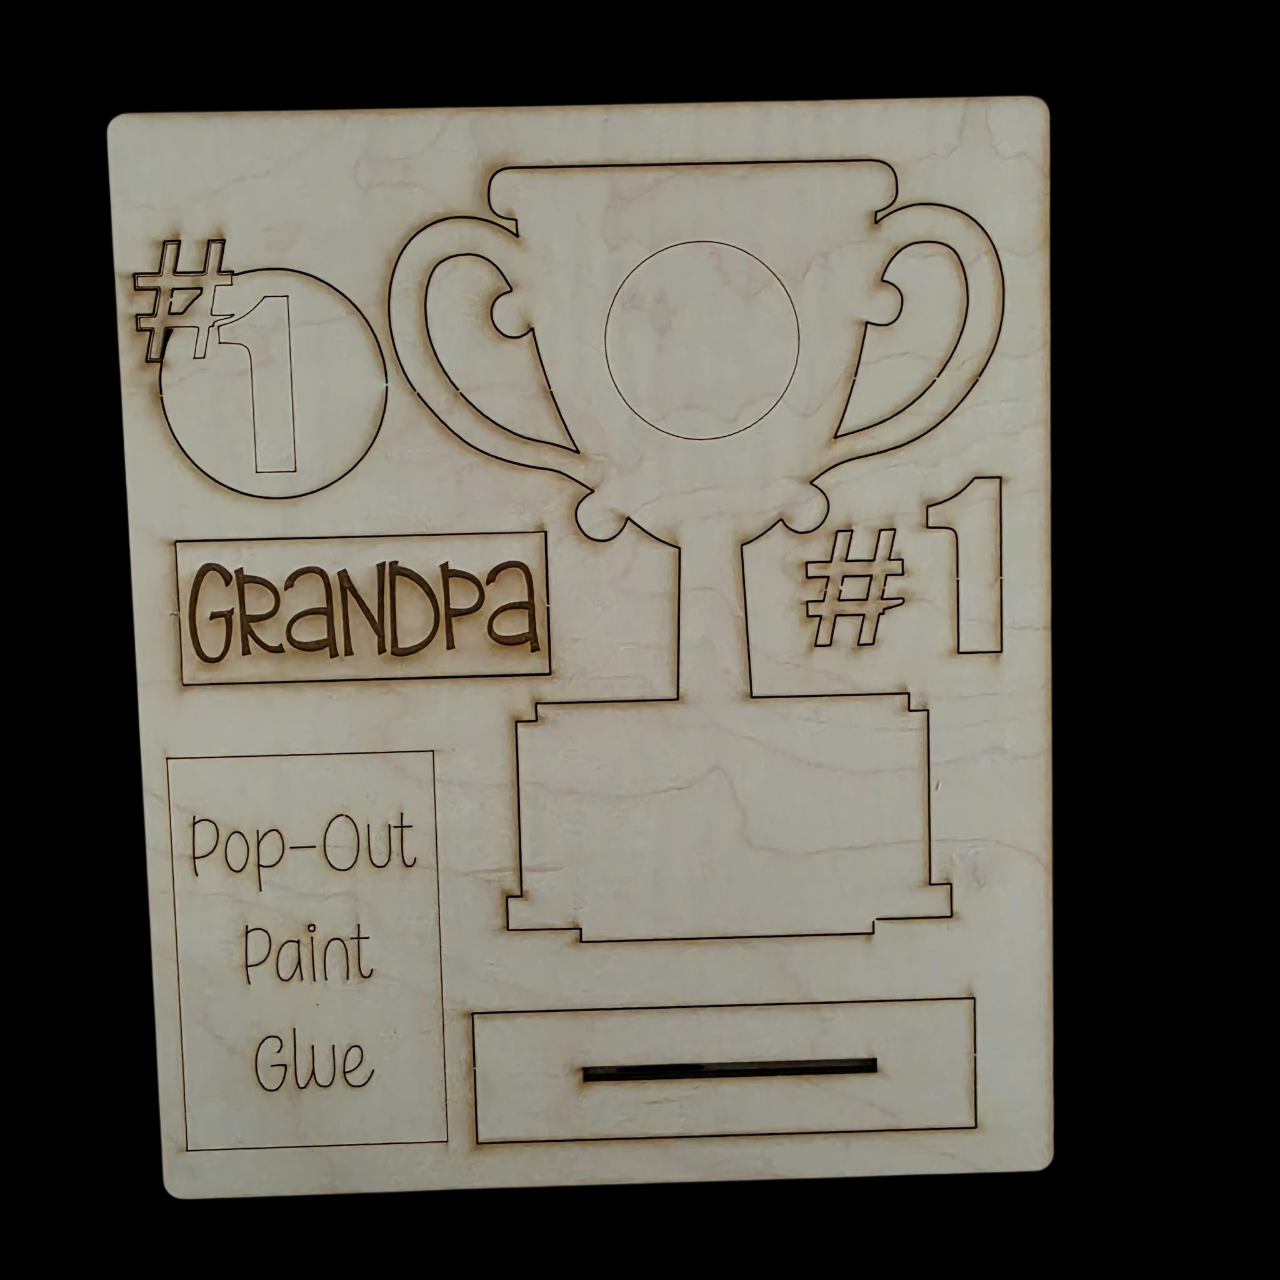 #1
GRANDPA
#1
Pop-Out
Paint
Glue